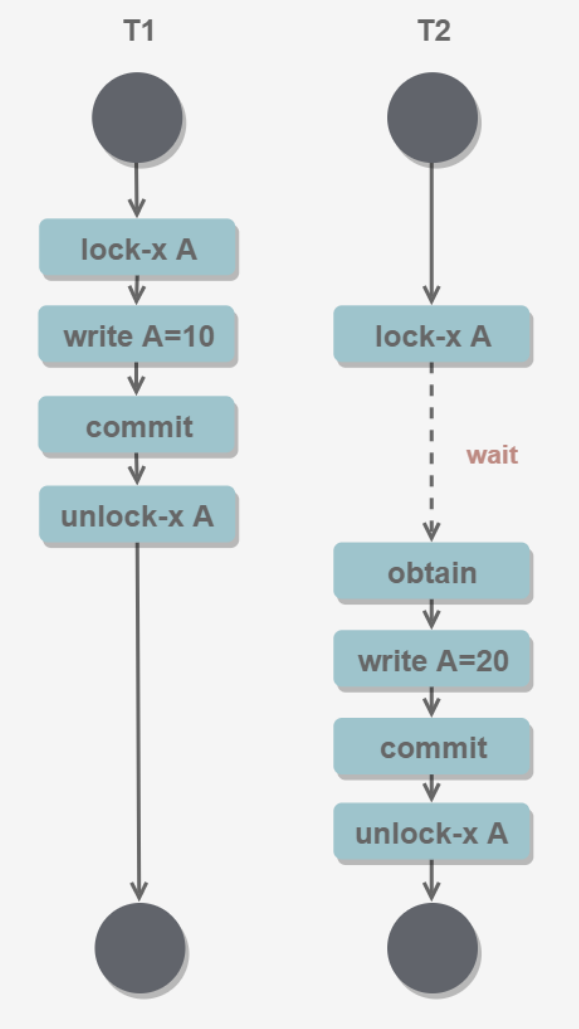 T1
T2
lock-x A
write A=10
commit
unlock-x A
lock-x A
wait
obtain
write A=20
commit
unlock-x A